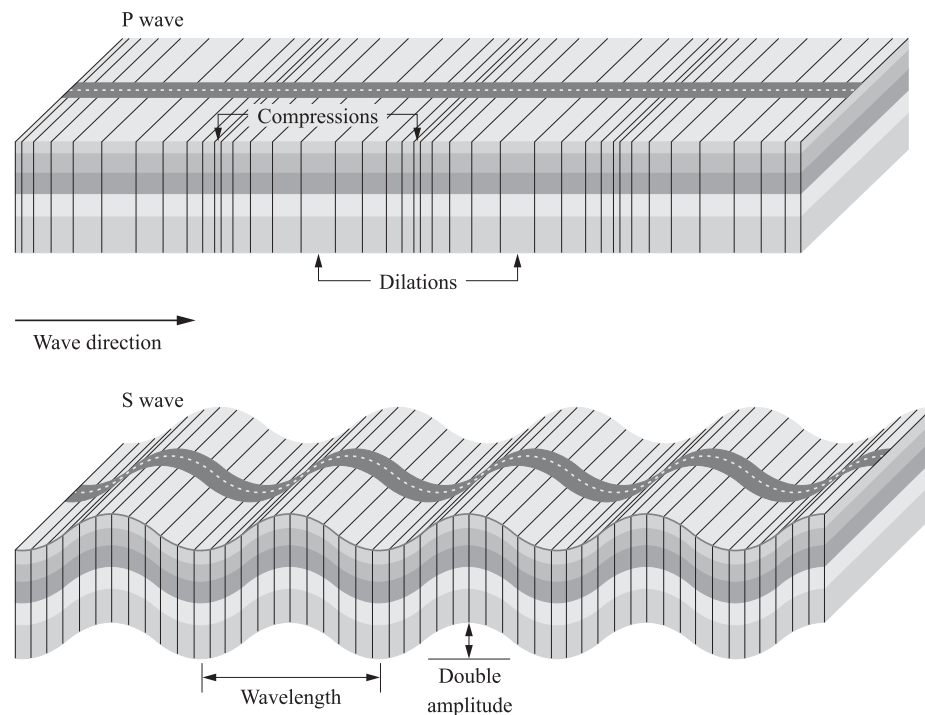 P wave
Compressions
Dilations
Wave direction
S wave
Wavelength
Double
amplitude